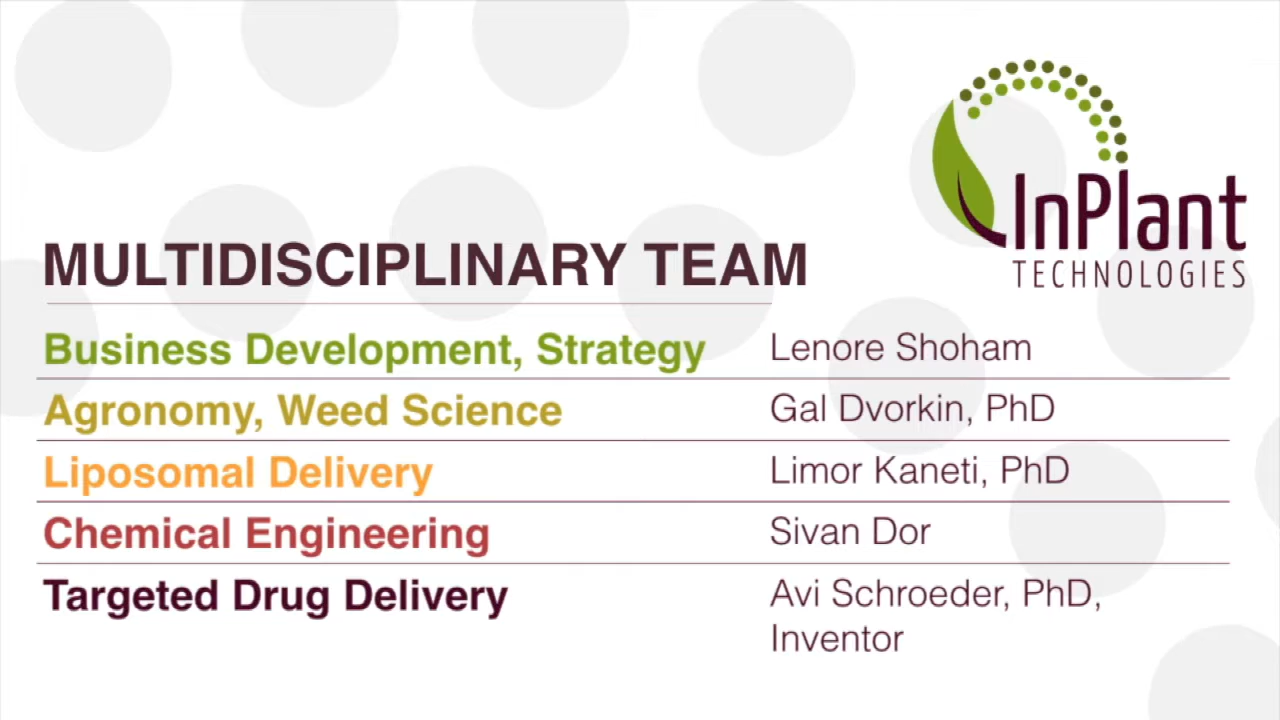 InPlant
TECHNOLOGIES
MULTIDISCIPLINARY TEAM
Business Development, Strategy Lenore Shoham
Agronomy, Weed Science Gal Dvorkin, PhD
Liposomal Delivery Limor Kaneti, PhD
Chemical Engineering Sivan Dor
Targeted Drug Delivery Avi Schroeder, PhD,
Inventor